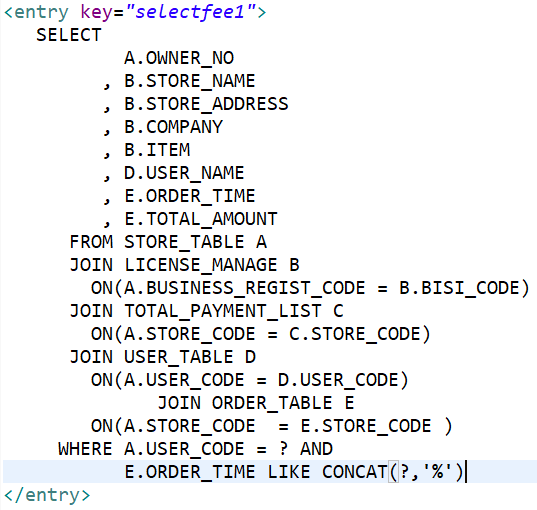 <entry key="selectfee1">
SELECT
A.OWNER_NO
, B.STORE_NAME
, B.STORE_ADDRESS
, B.COMPANY
, B.ITEM
, D.USER_NAME
, E.ORDER_TIME
, E.TOTAL_AMOUNT
FROM STORE_TABLE A
JOIN LICENSE_MANAGE B
ON(A.BUSINESS_REGIST_CODE = B.BISI_CODE)
JOIN TOTAL_PAYMENT_LIST C
ON(A.STORE_CODE = C.STORE_CODE)
JOIN USER_TABLE D
ON(A.USER_CODE = D.USER_CODE)
JOIN ORDER_TABLE E
ON(A.STORE_CODE  = E.STORE_CODE )
WHERE A.USER_CODE = ? AND
E.ORDER_TIME LIKE CONCAT(?,'%')
</entry>